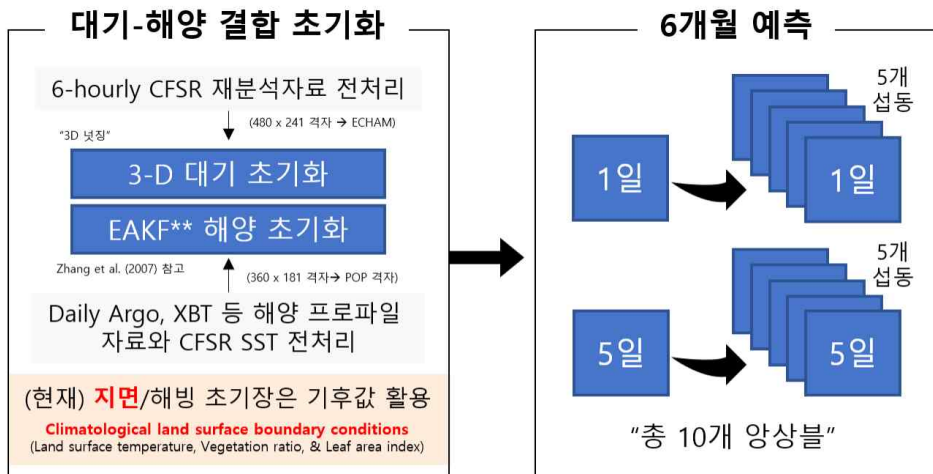 대기-해양 결합 초기화
6-hourly CFSR 재분석자료 전처리
"3D 넛징"
(480 x 241 격자 → ECHAM)
3-D 대기 초기화
EAKF** 해양 초기화
Zhang et al. (2007) 참고
(360 x 181 격자→ POP 격자)
Daily Argo, XBT 등 해양 프로파일
자료와 CFSR SST 전처리
(현재) 지면/해빙 초기장은 기후값 활용
Climatological land surface boundary conditions
(Land surface temperature, Vegetation ratio, & Leaf area index)
6개월 예측
5개
섭동
1일
1일
5개
섭동
5일
5일
"총 10개 앙상블"